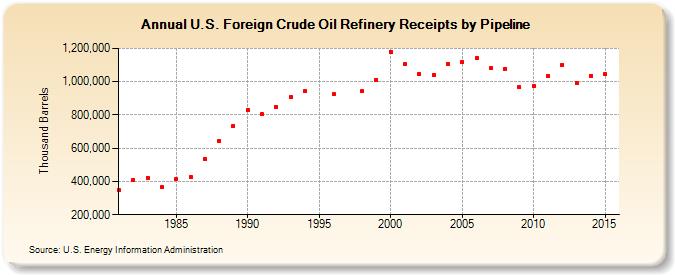 Annual U.S. Foreign Crude Oil Refinery Receipts by Pipeline
Thousand Barrels
1,200,000
1,000,000
800,000
600,000
400,000
200,000
1985 1990 1995 2000 2005 2010 2015
Source: U.S. Energy Information Administration